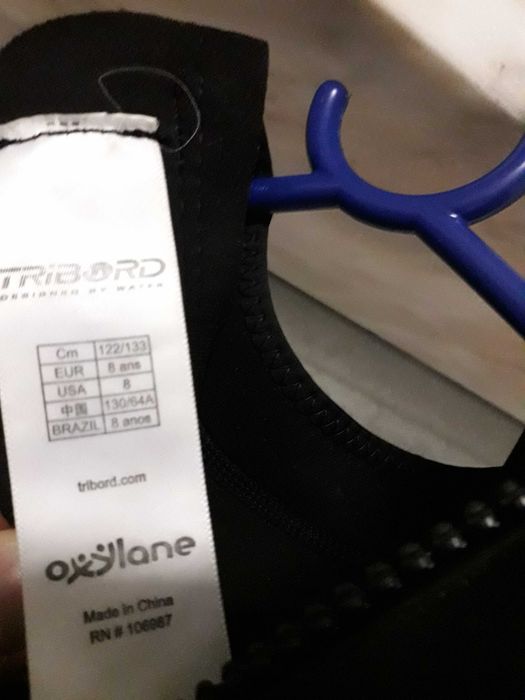 TRIBORD
DESIGNED BY WATER
Cm 122/133
EUR 8 ans
USA 8
中国 130/64A
BRAZIL 8 anos
tribord.com
oxylane
Made in China
RN # 106987